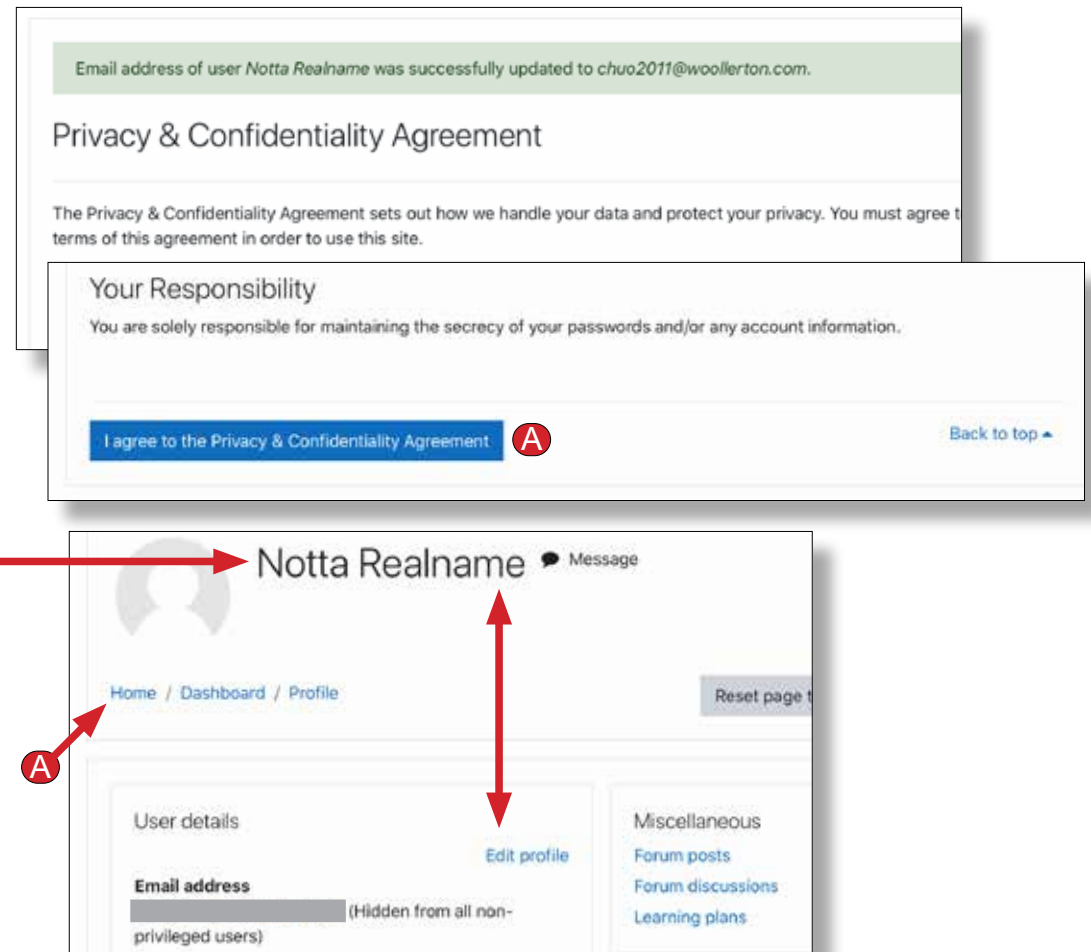 Email address of user Notta Realname was successfully updated to chuo2011@woollerton.com.
Privacy & Confidentiality Agreement
The Privacy & Confidentiality Agreement sets out how we handle your data and protect your privacy. You must agree t
terms of this agreement in order to use this site.
Your Responsibility
You are solely responsible for maintaining the secrecy of your passwords and/or any account information.
I agree to the Privacy & Confidentiality Agreement
A
Back to top
Notta Realname
Message
Home / Dashboard / Profile
Reset page t
A
User details
Edit profile
Email address
(Hidden from all non-
privileged users)
Miscellaneous
Forum posts
Forum discussions
Learning plans